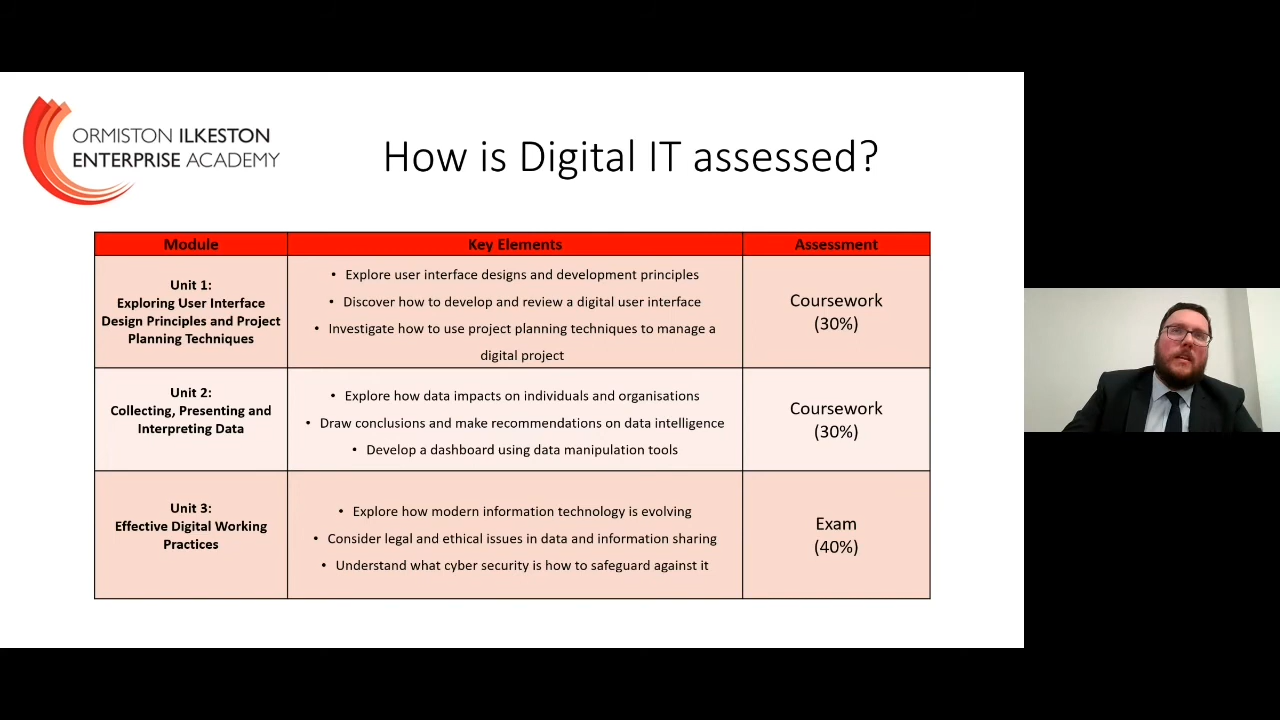 ORMISTON ILKESTON
ENTERPRISE ACADEMY
How is Digital IT assessed?
Module
Key Elements
Assessment
Unit 1:
Exploring User Interface
Design Principles and Project
Planning Techniques
• Explore user interface designs and development principles
• Discover how to develop and review a digital user interface
• Investigate how to use project planning techniques to manage a
digital project
Coursework
(30%)
Unit 2:
Collecting, Presenting and
Interpreting Data
• Explore how data impacts on individuals and organisations
• Draw conclusions and make recommendations on data intelligence
• Develop a dashboard using data manipulation tools
Coursework
(30%)
Unit 3:
Effective Digital Working
Practices
• Explore how modern information technology is evolving
• Consider legal and ethical issues in data and information sharing
• Understand what cyber security is how to safeguard against it
Exam
(40%)